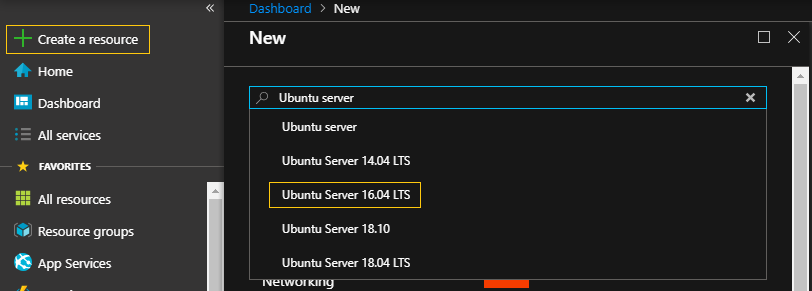 Dashboard > New
Create a resource
New
Home
Dashboard
All services
FAVORITES
All resources
Resource groups
App Services
Ubuntu server
Ubuntu server
Ubuntu Server 14.04 LTS
Ubuntu Server 16.04 LTS
Ubuntu Server 18.10
Ubuntu Server 18.04 LTS
Networking